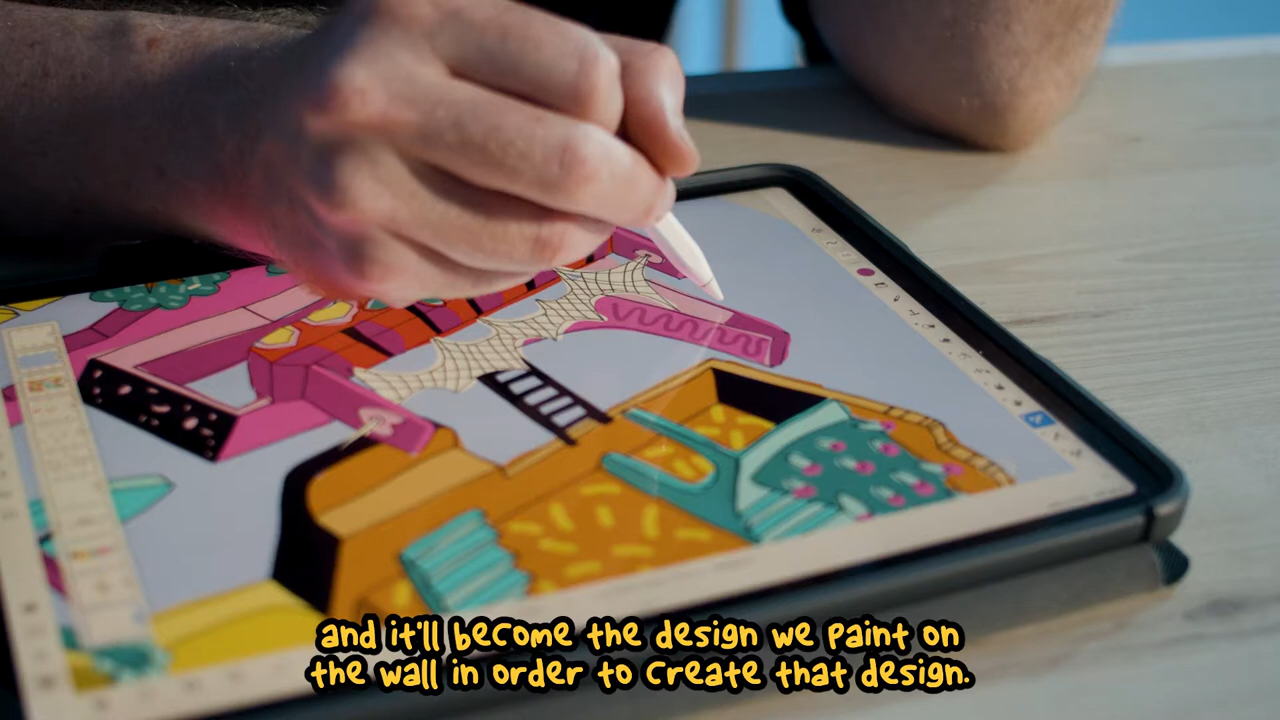 and it'll become the design we paint on
the wall in order to create that design.